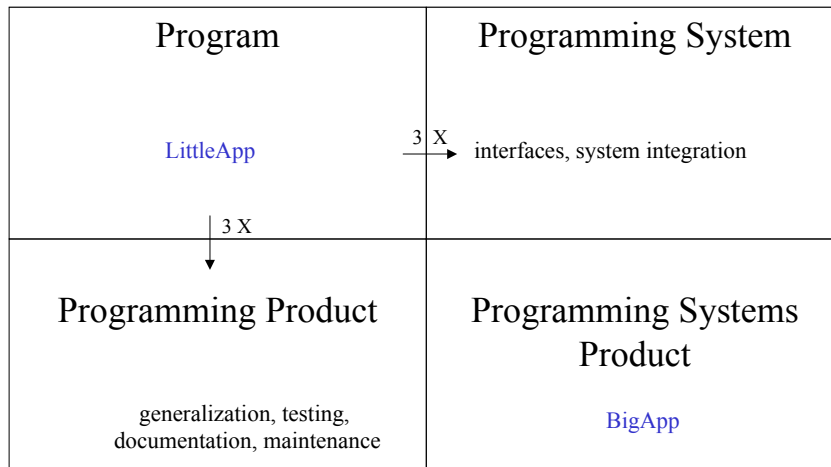 Program
Programming System
LittleApp
3 X
interfaces, system integration
3 X
Programming Product
Programming Systems
Product
generalization, testing,
documentation, maintenance
BigApp